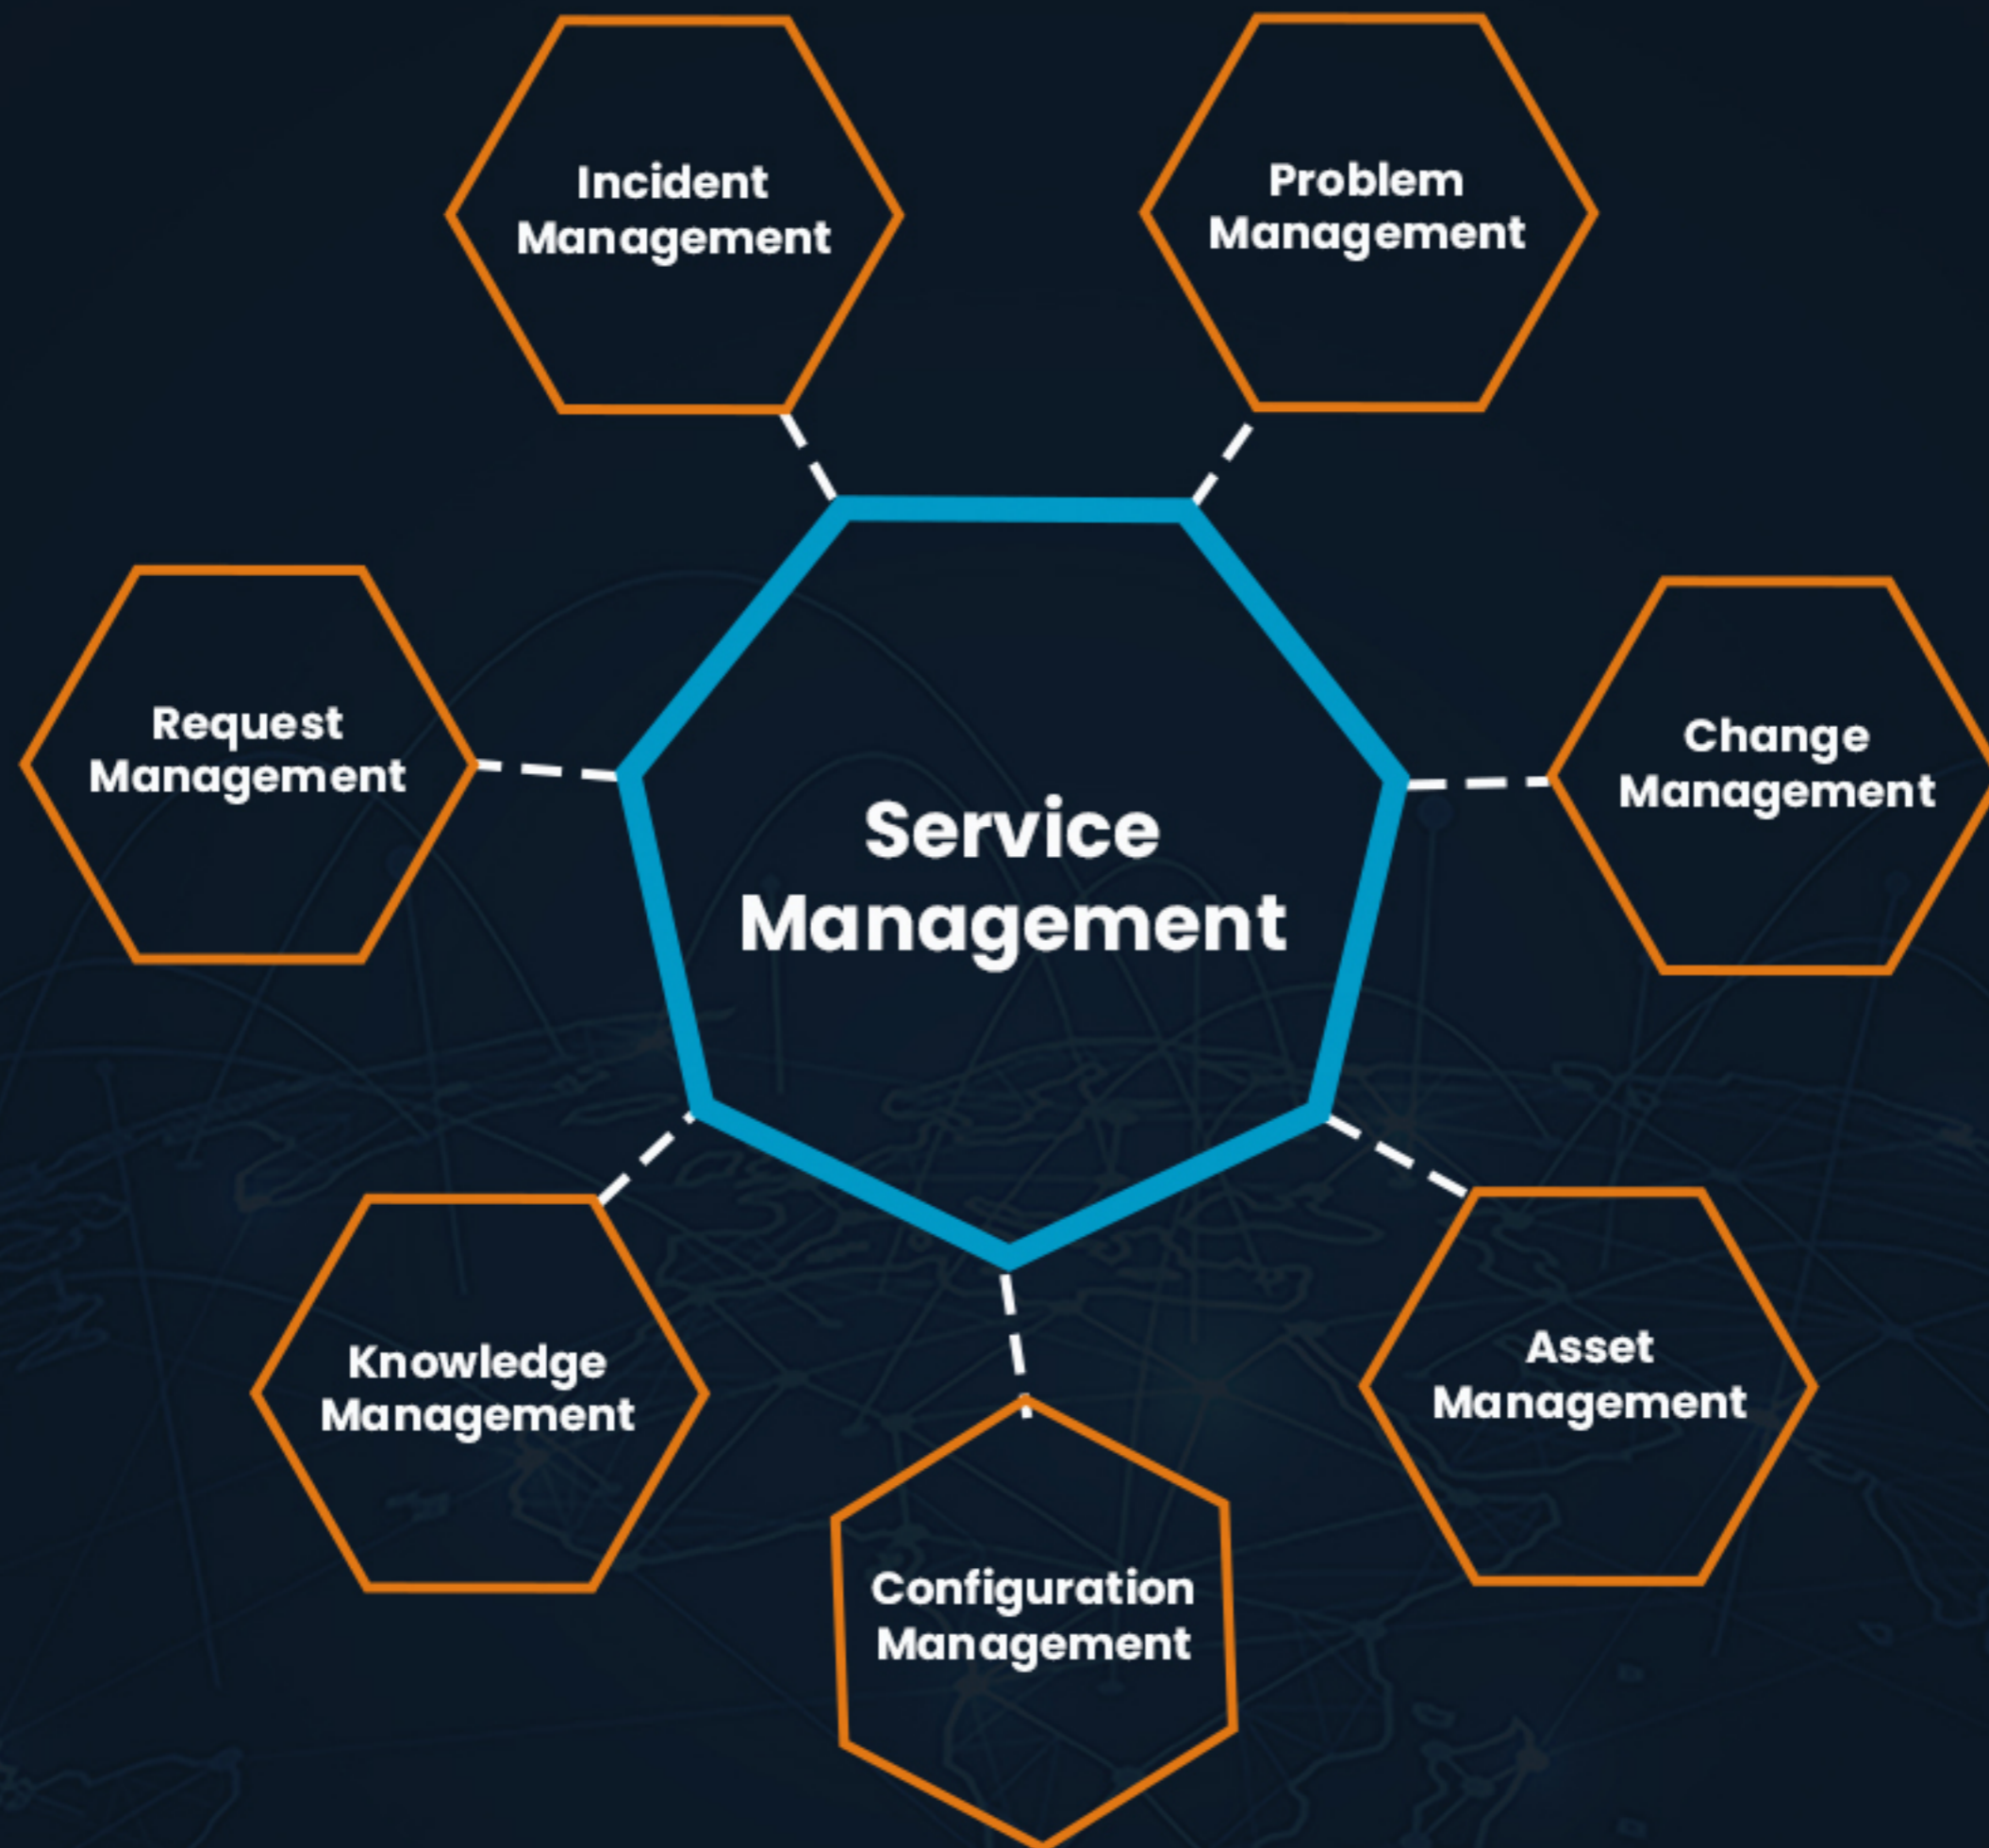 Incident
Management
Problem
Management
Request
Management
Change
Management
Service
Management
Knowledge
Management
Asset
Management
Configuration
Management